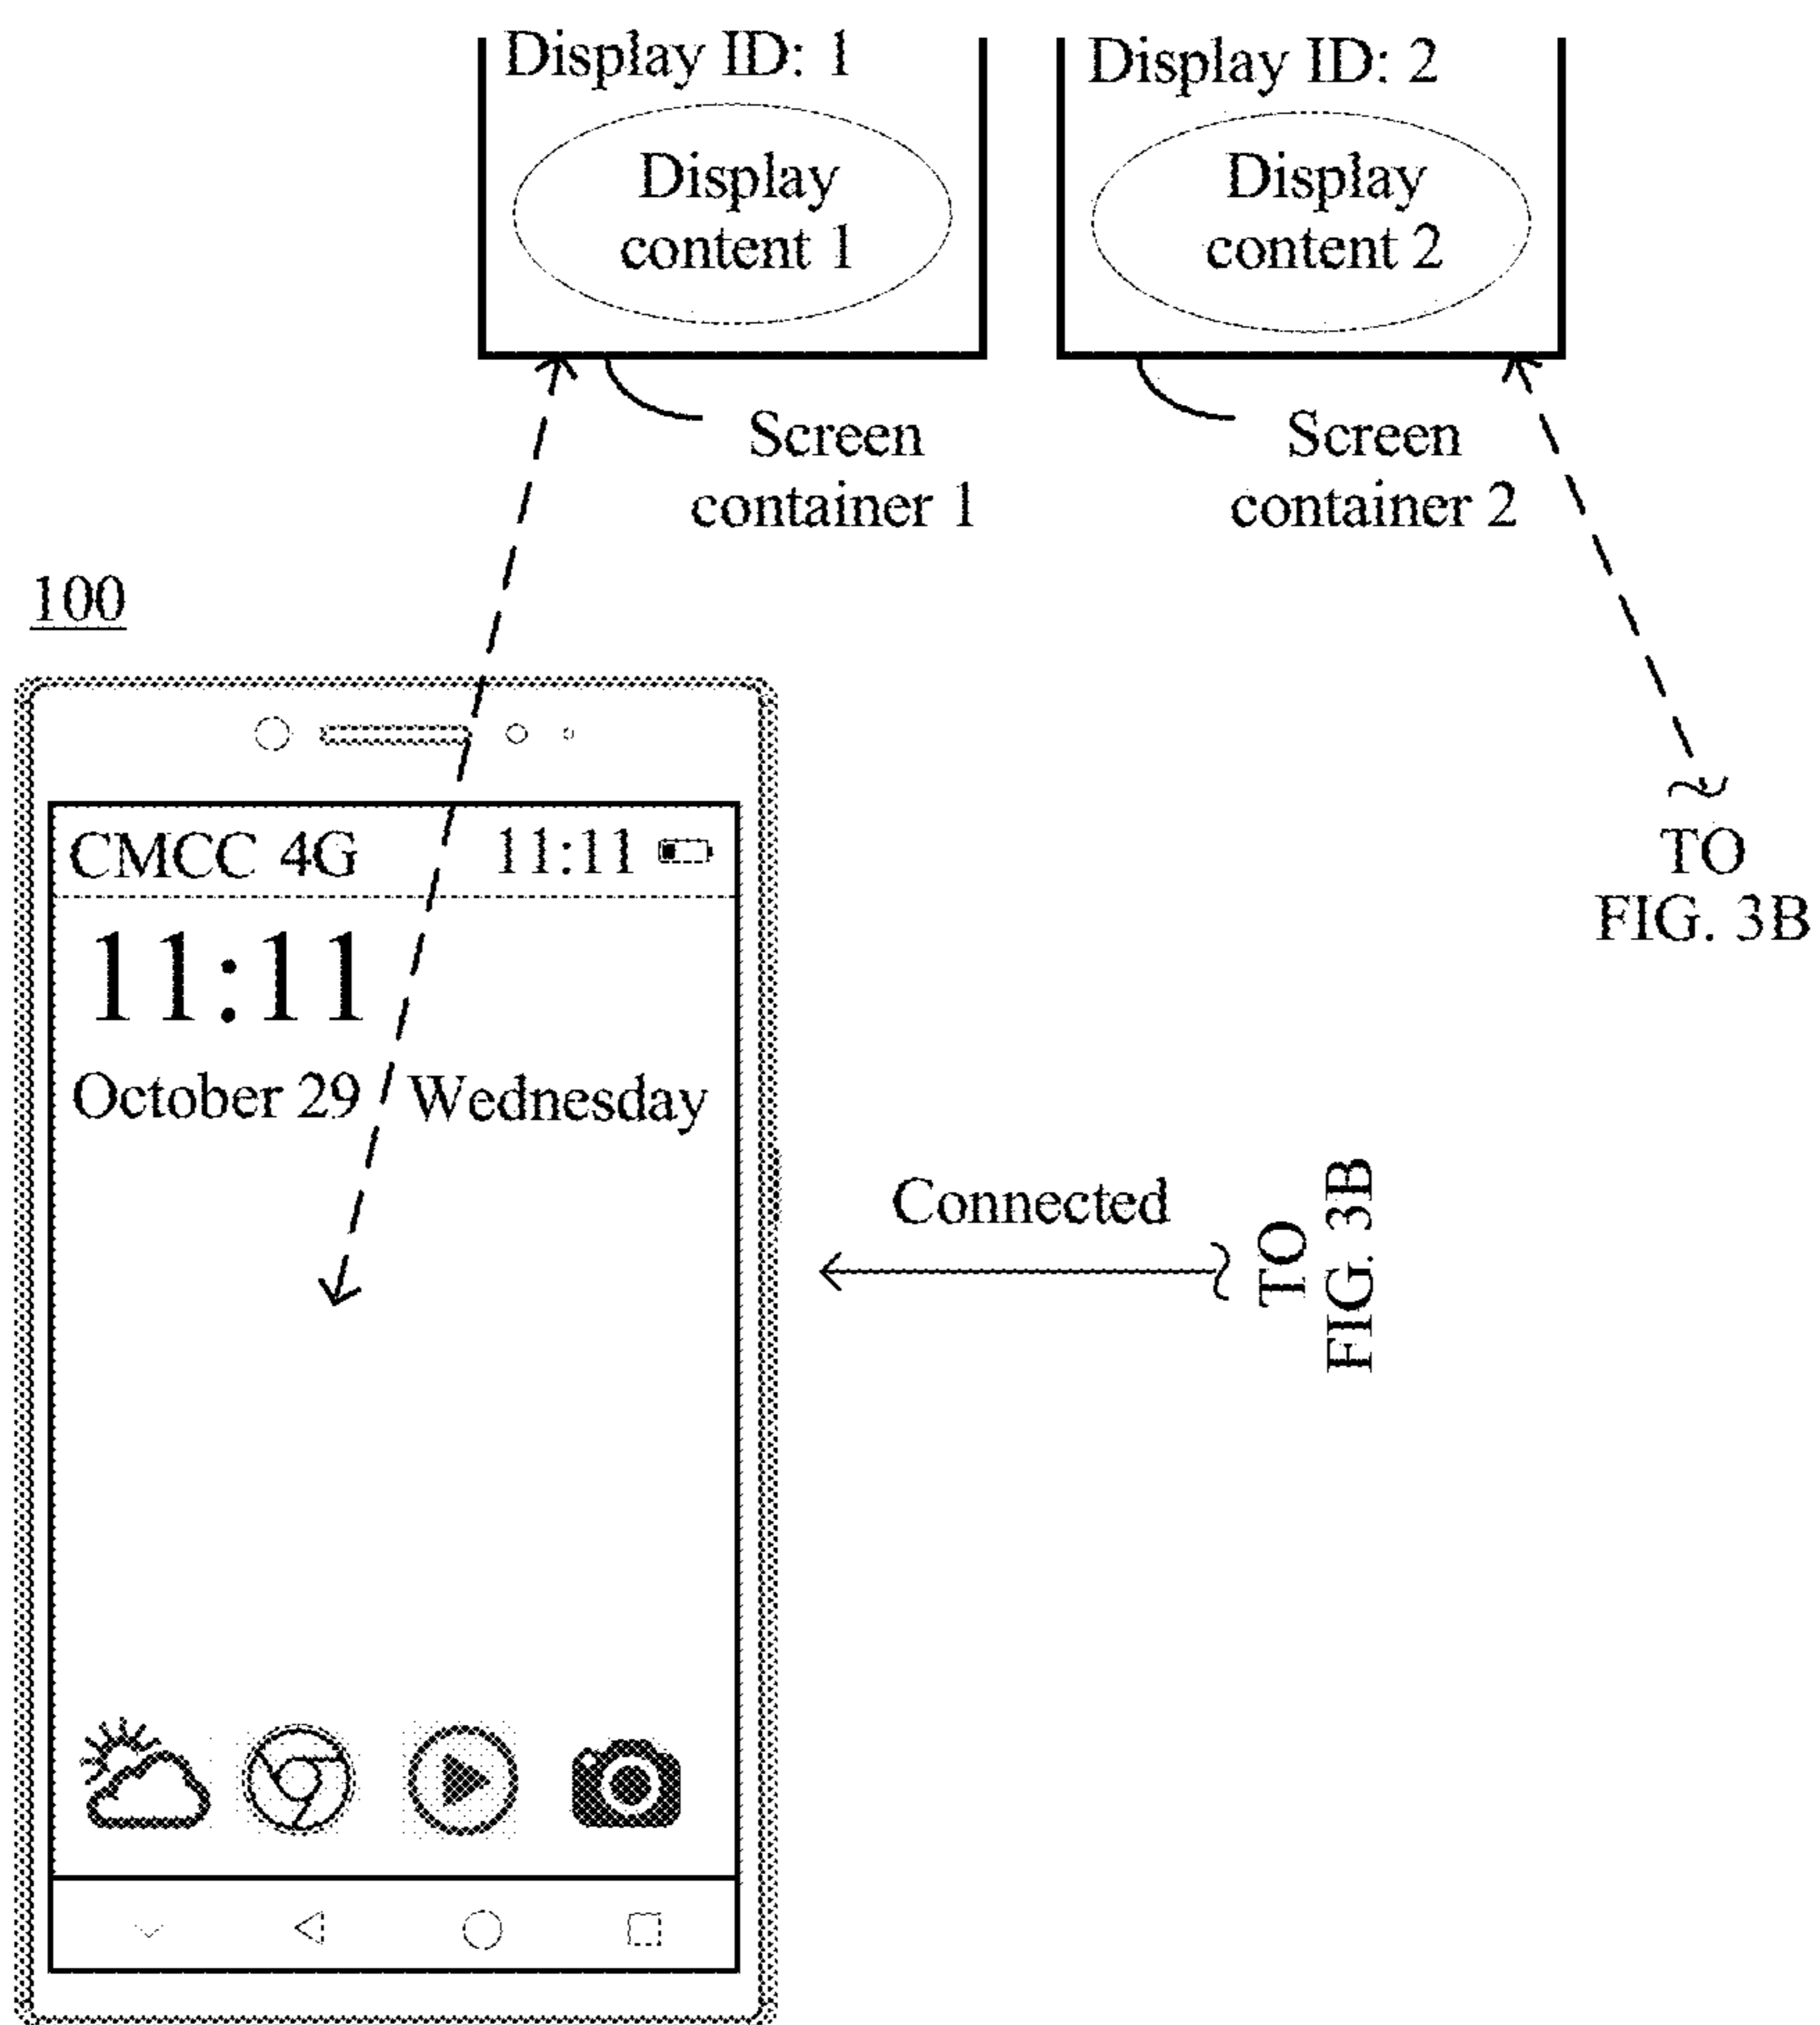 Display ID: 1
Display
content 1
Screen
container 1
Display ID: 2
Display
content 2
Screen
container 2
TO
FIG. 3B
100
CMCC 4G 11:11
11:11
October 29 Wednesday
Connected
TO
FIG. 3B